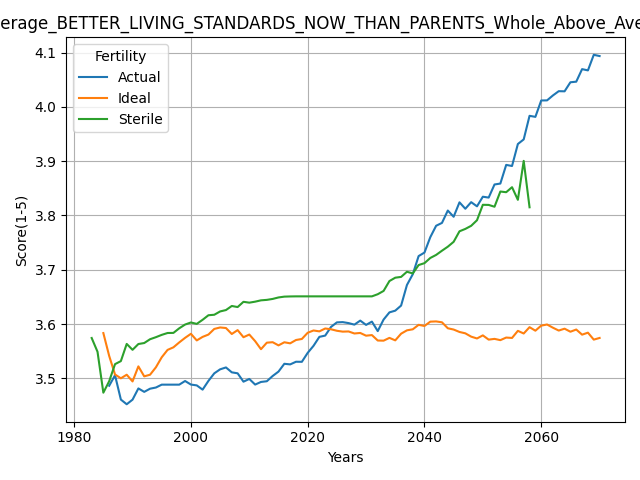 erage_BETTER_LIVING_STANDARDS_NOW_THAN_PARENTS_Whole_Above_Ave
Fertility
Actual
Ideal
Sterile
Score(1-5)
4.1
4.0
3.9
3.8
3.7
3.6
3.5
1980 2000 2020 2040 2060
Years